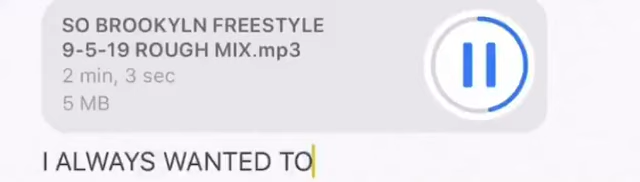 SO BROOKYLN FREESTYLE
9-5-19 ROUGH MIX.mp3
2 min, 3 sec
5 MB
I ALWAYS WANTED TO